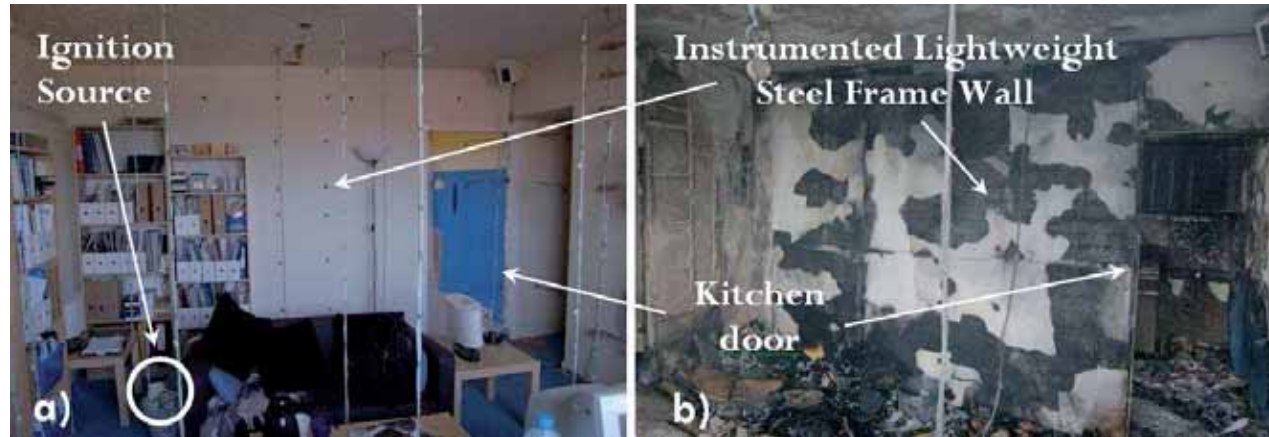 Ignition
Source
a)
Instrumented Lightweight
Steel Frame Wall
Kitchen
door
b)